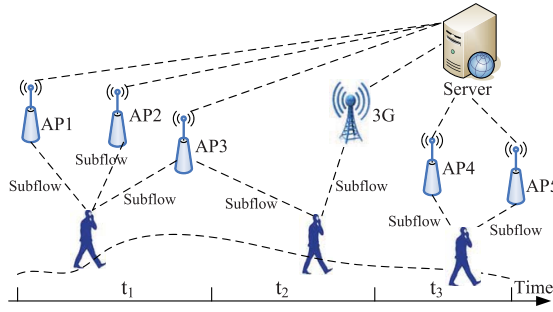 Server
3G
AP1
AP2
AP3
AP4
AP5
Subflow
Subflow
Subflow
Subflow
Subflow
Subflow
Subflow
t1
t2
t3
Time